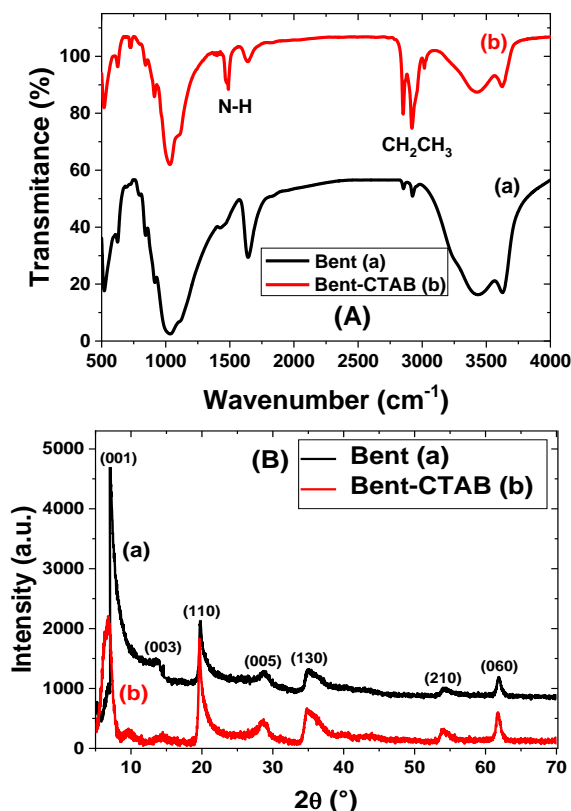 120
100
80
60
40
20
0
Transmitance (%)
(b)
N-H
CH₂CH₃
(a)
Bent (a)
Bent-CTAB (b)
(A)
500 1000 1500 2000 2500 3000 3500 4000
Wavenumber (cm⁻¹)
5000
4000
3000
2000
1000
0
Intensity (a.u.)
(001)
(B)
Bent (a)
Bent-CTAB (b)
(a)
(110)
(003)
(005)
(130)
(210)
(060)
(b)
10 20 30 40 50 60 70
2θ (°)